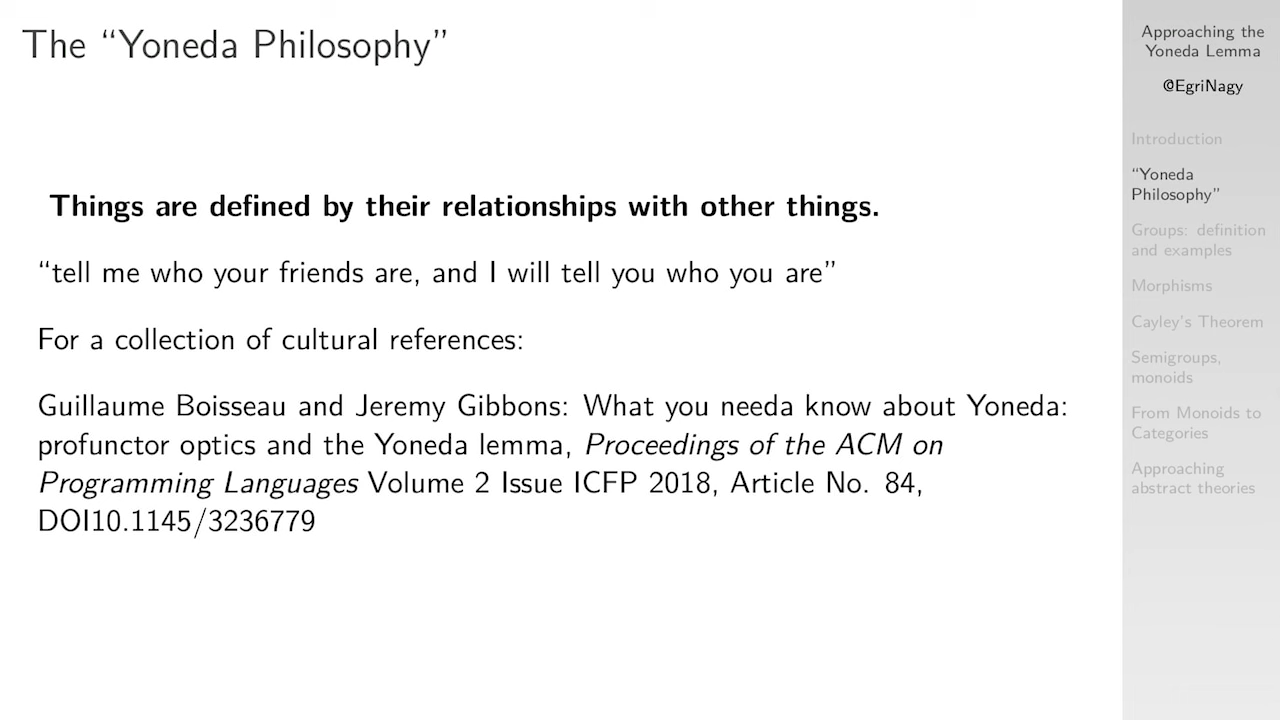 The “Yoneda Philosophy”
Things are defined by their relationships with other things.
“tell me who your friends are, and I will tell you who you are”
For a collection of cultural references:
Guillaume Boisseau and Jeremy Gibbons: What you needa know about Yoneda:
profunctor optics and the Yoneda lemma, Proceedings of the ACM on
Programming Languages Volume 2 Issue ICFP 2018, Article No. 84,
DOI10.1145/3236779
Approaching the
Yoneda Lemma
@EgriNagy
Introduction
“Yoneda
Philosophy”
Groups: definition
and examples
Morphisms
Cayley’s Theorem
Semigroups,
monoids
From Monoids to
Categories
Approaching
abstract theories